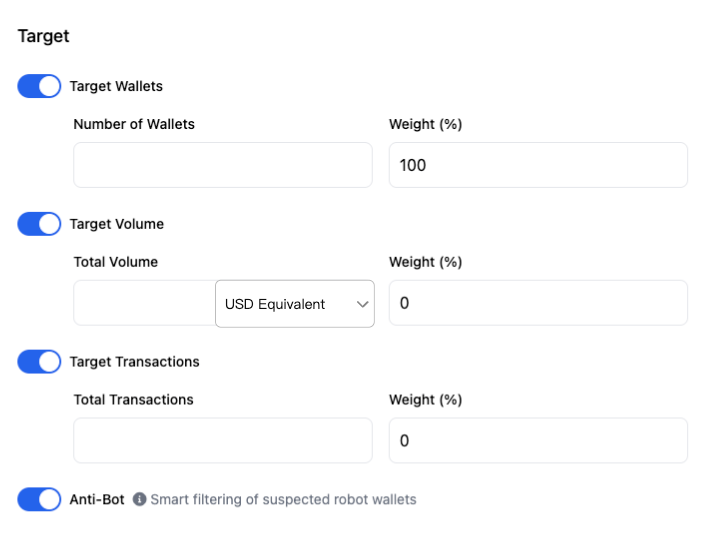 Target
Target Wallets
Number of Wallets Weight (%)
100
Target Volume
Total Volume Weight (%)
USD Equivalent 0
Target Transactions
Total Transactions Weight (%)
0
Anti-Bot Smart filtering of suspected robot wallets